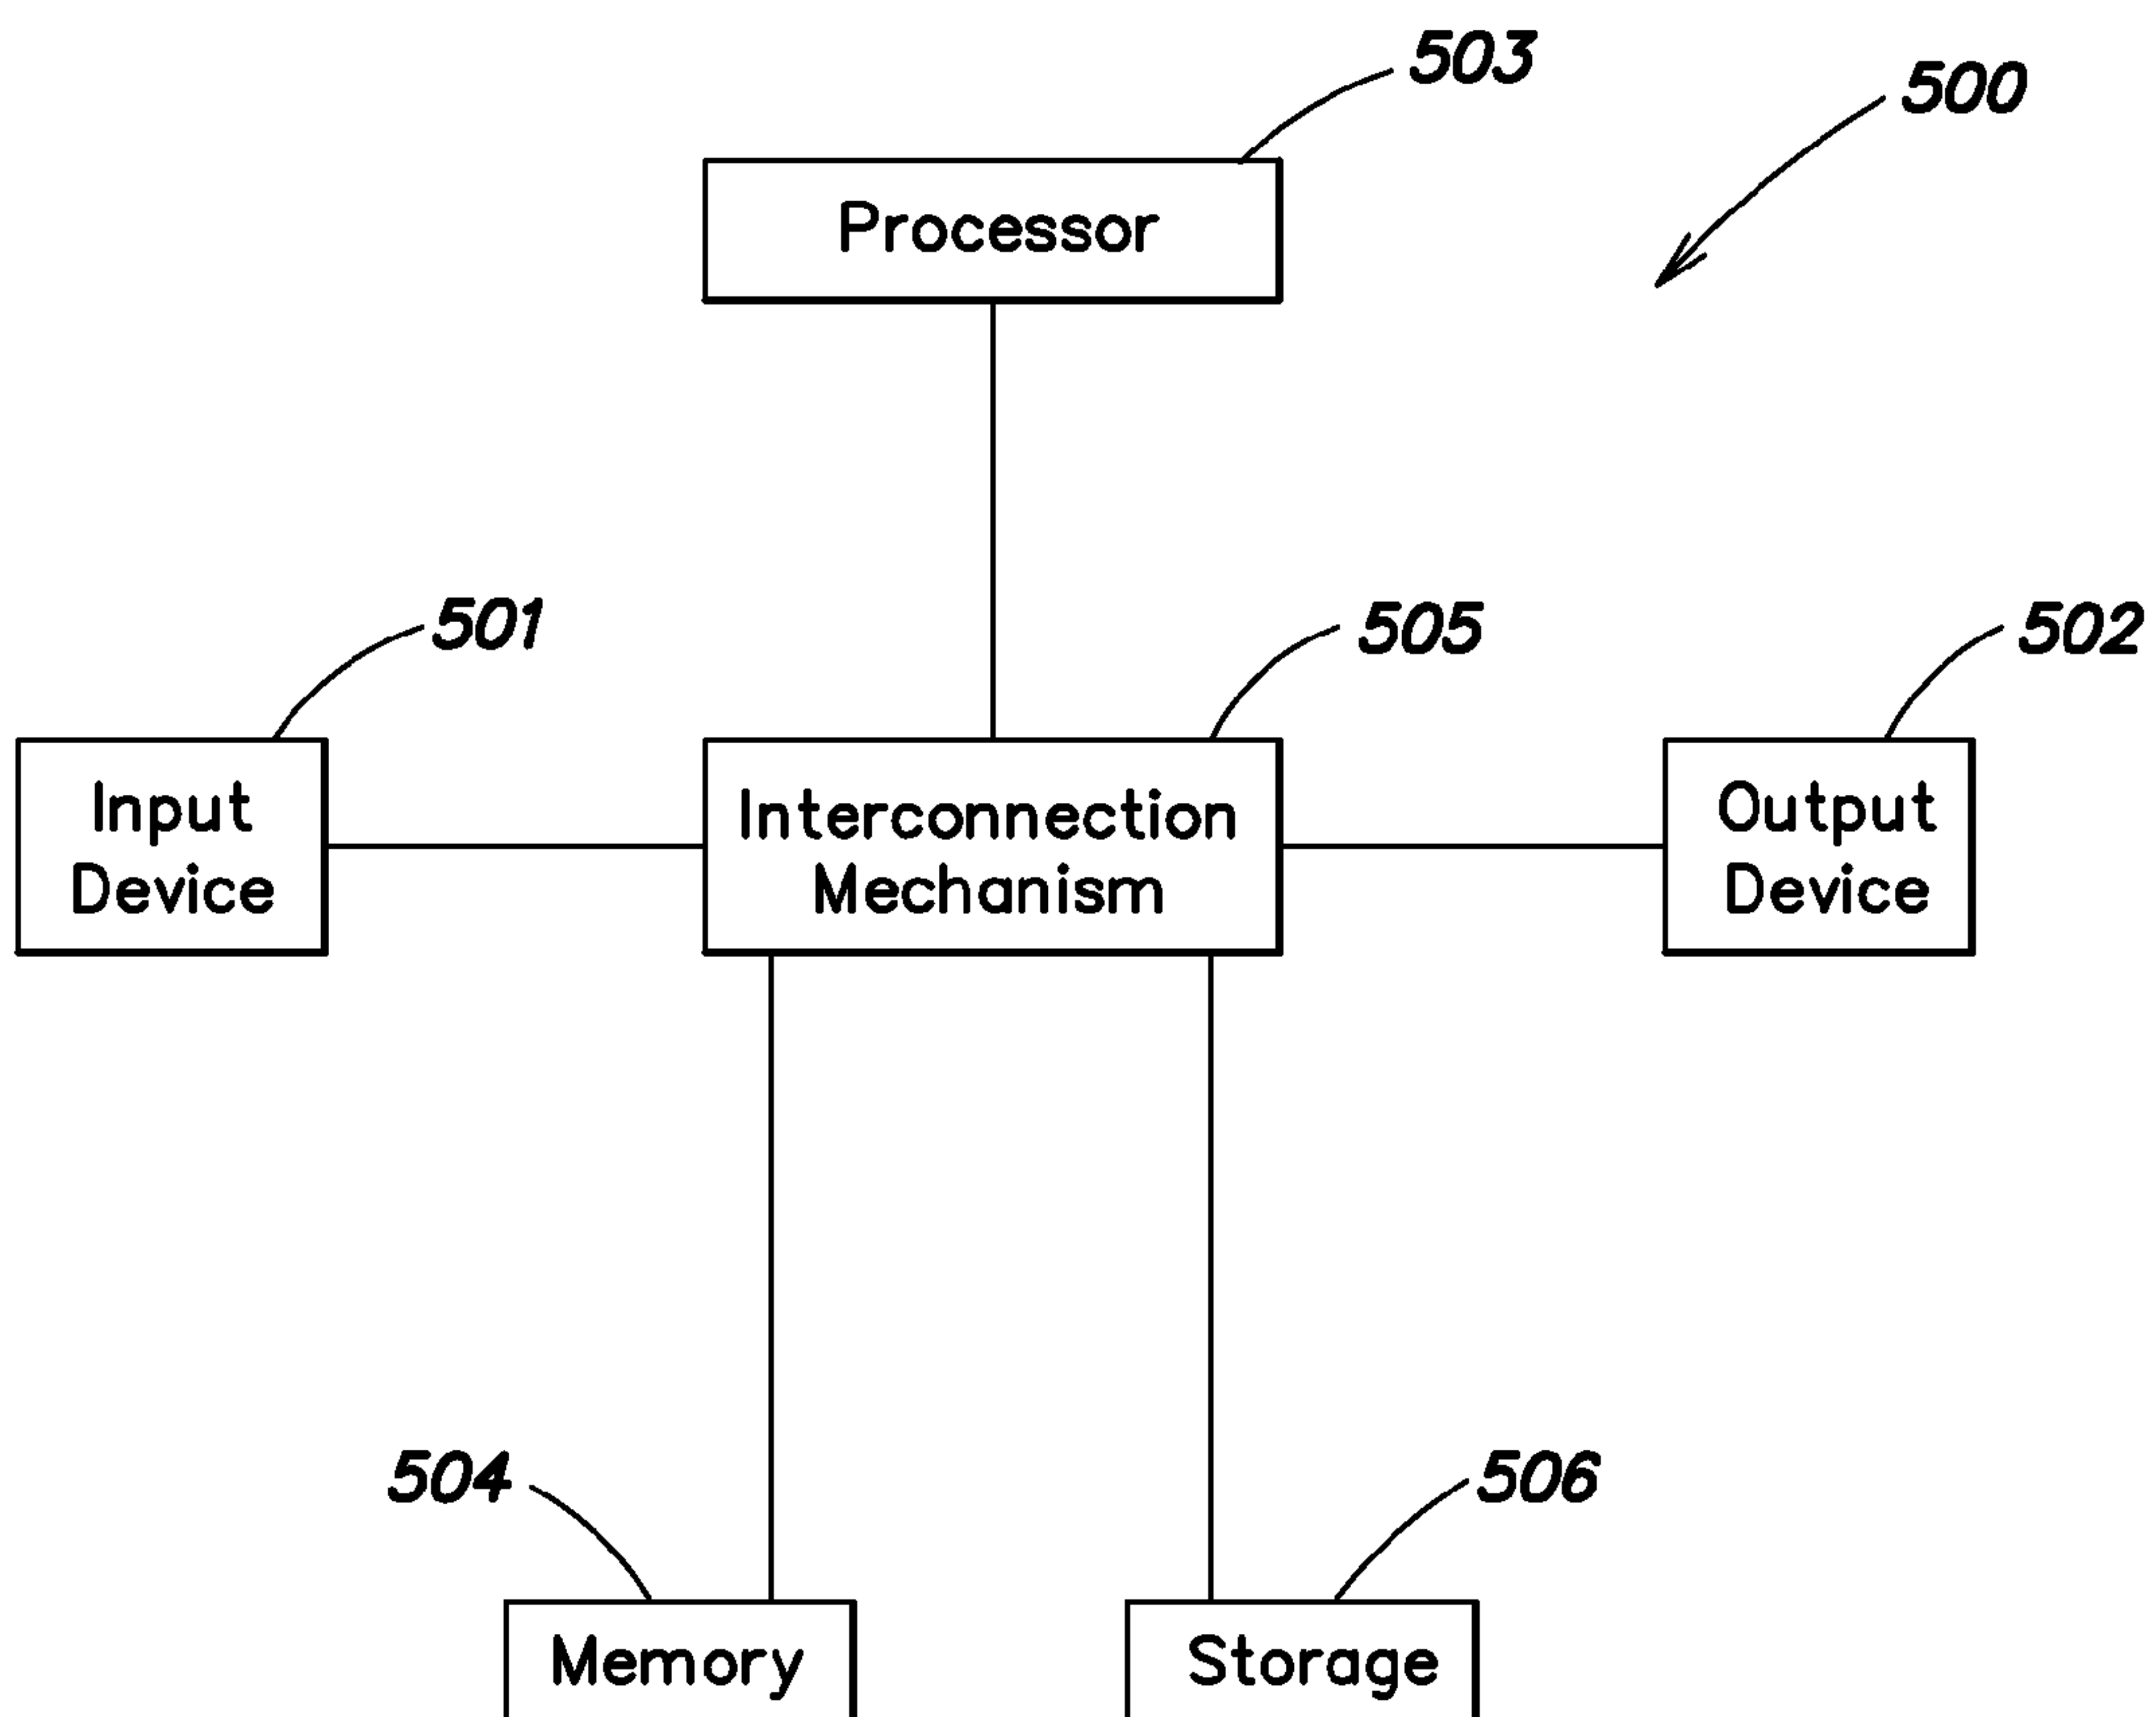 503
500
Processor
501
505
502
Input
Device
Interconnection
Mechanism
Output
Device
504
506
Memory
Storage